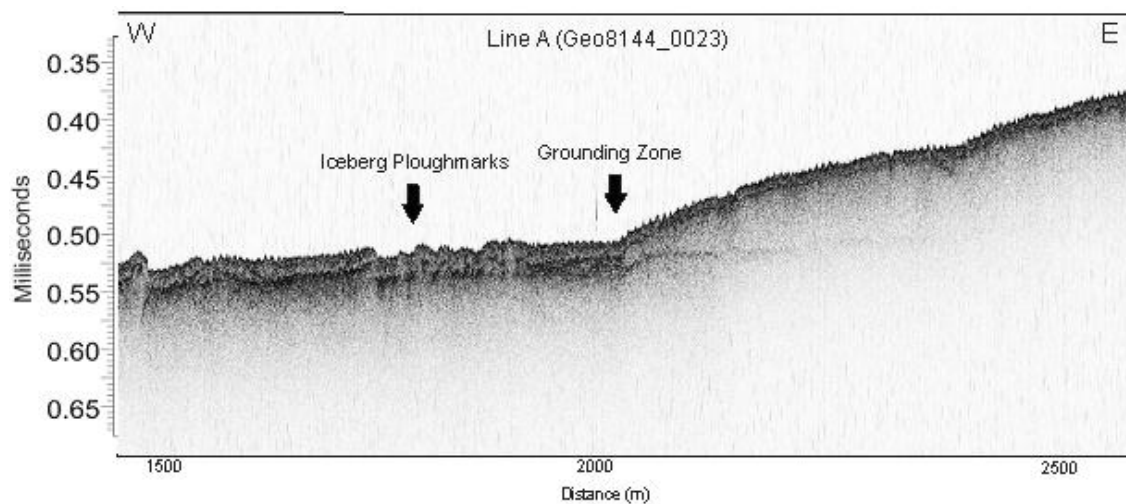 W
Line A (Geo8144_0023)
E
0.35
0.40
Iceberg Ploughmarks
Grounding Zone
0.45
0.50
0.55
0.60
0.65
Milliseconds
1500
2000
2500
Distance (m)